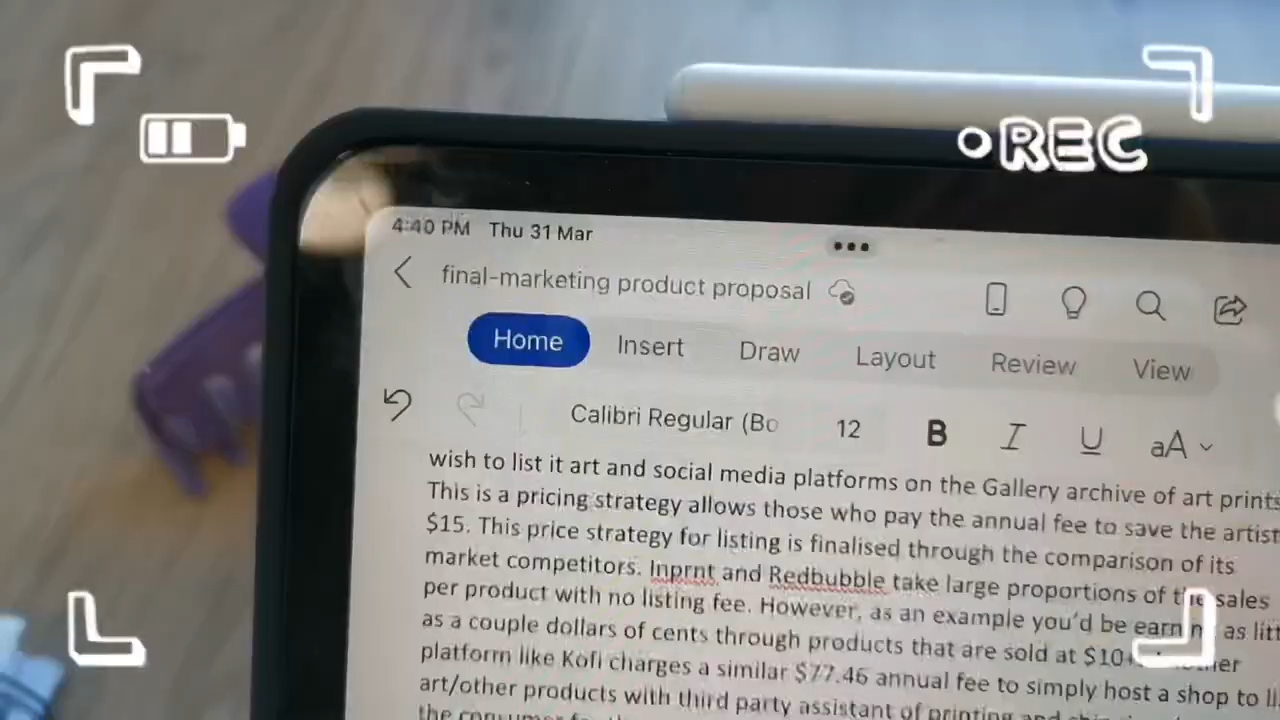 REC
4:40 PM Thu 31 Mar
final-marketing product proposal
Home Insert Draw Layout Review View
Calibri Regular (Bo 12 B I U aA
wish to list it art and social media platforms on the Gallery archive of art prints
This is a pricing strategy allows those who pay the annual fee to save the artist
$15. This price strategy for listing is finalised through the comparison of its
market competitors. Inprnt and Redbubble take large proportions of the sales
per product with no listing fee. However, as an example you'd be earning as litt
as a couple dollars of cents through products that are sold at $10+
platform like Kofi charges a similar $77.46 annual fee to simply host a shop to li
art/other products with third party assistant of printing and
the consumer